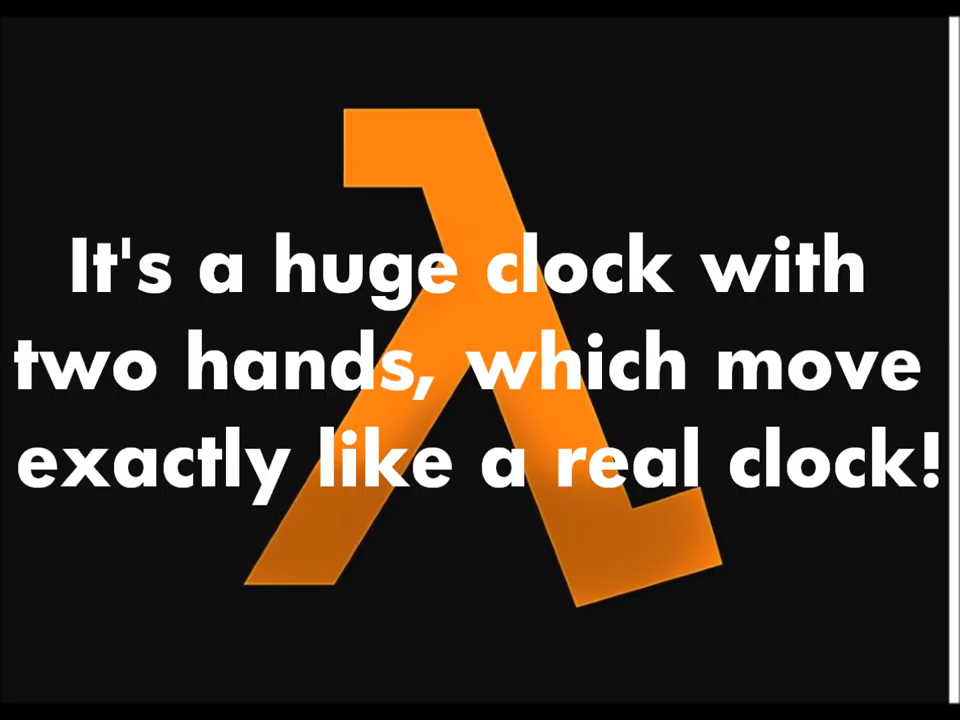 It's a huge clock with
two hands, which move
exactly like a real clock!